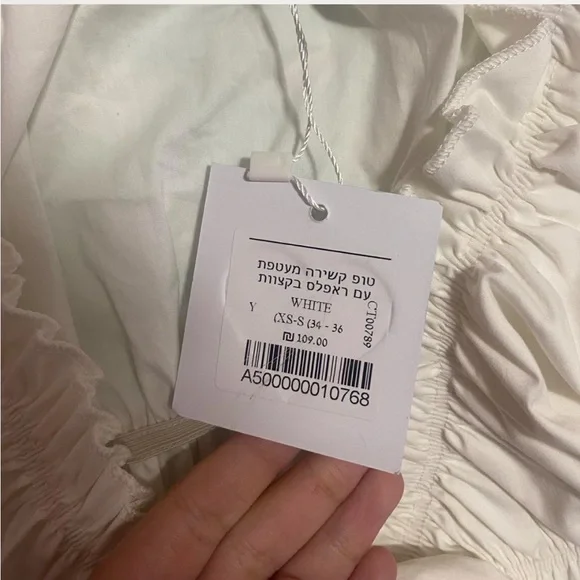 טופ קשירה מעטפת
עם ראפלס בקצוות
WHITE
Y
(XS-S (34 - 36
₪ 109.00
CT00789
A500000010768